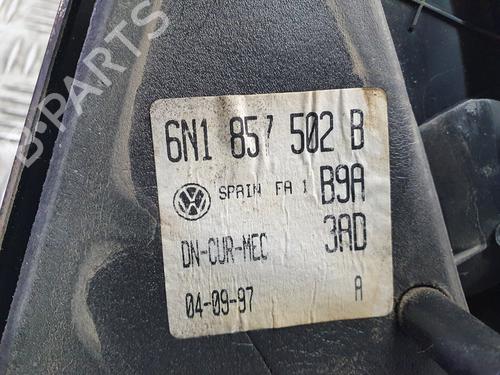 B-PARTS
6N1 857 502 B
SPAIN FA 1 B9A
DN-CUR-MEC 3AD
04-09-97 A